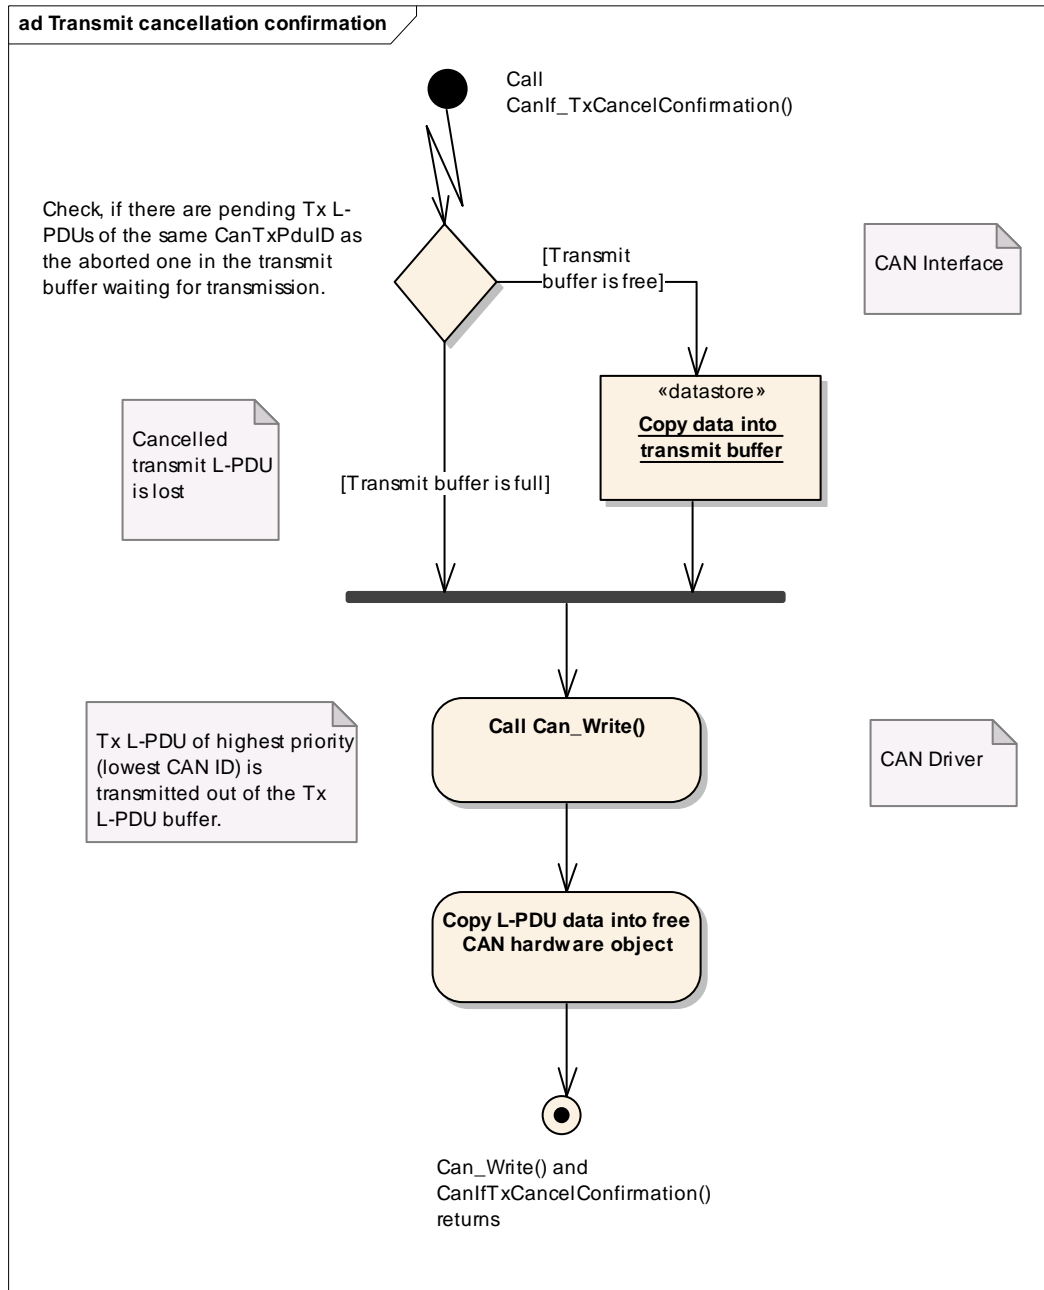 ad Transmit cancellation confirmation
Call
CanIf_TxCancelConfirmation()
Check, if there are pending Tx L-
PDUs of the same CanTxPduID as
the aborted one in the transmit
buffer waiting for transmission.
[Transmit
buffer is free]
CAN Interface
«datastore»
Copy data into
transmit buffer
Cancelled
transmit L-PDU
is lost
[Transmit buffer is full]
Call Can_Write()
Tx L-PDU of highest priority
(lowest CAN ID) is
transmitted out of the Tx
L-PDU buffer.
CAN Driver
Copy L-PDU data into free
CAN hardware object
Can_Write() and
CanIfTxCancelConfirmation()
returns